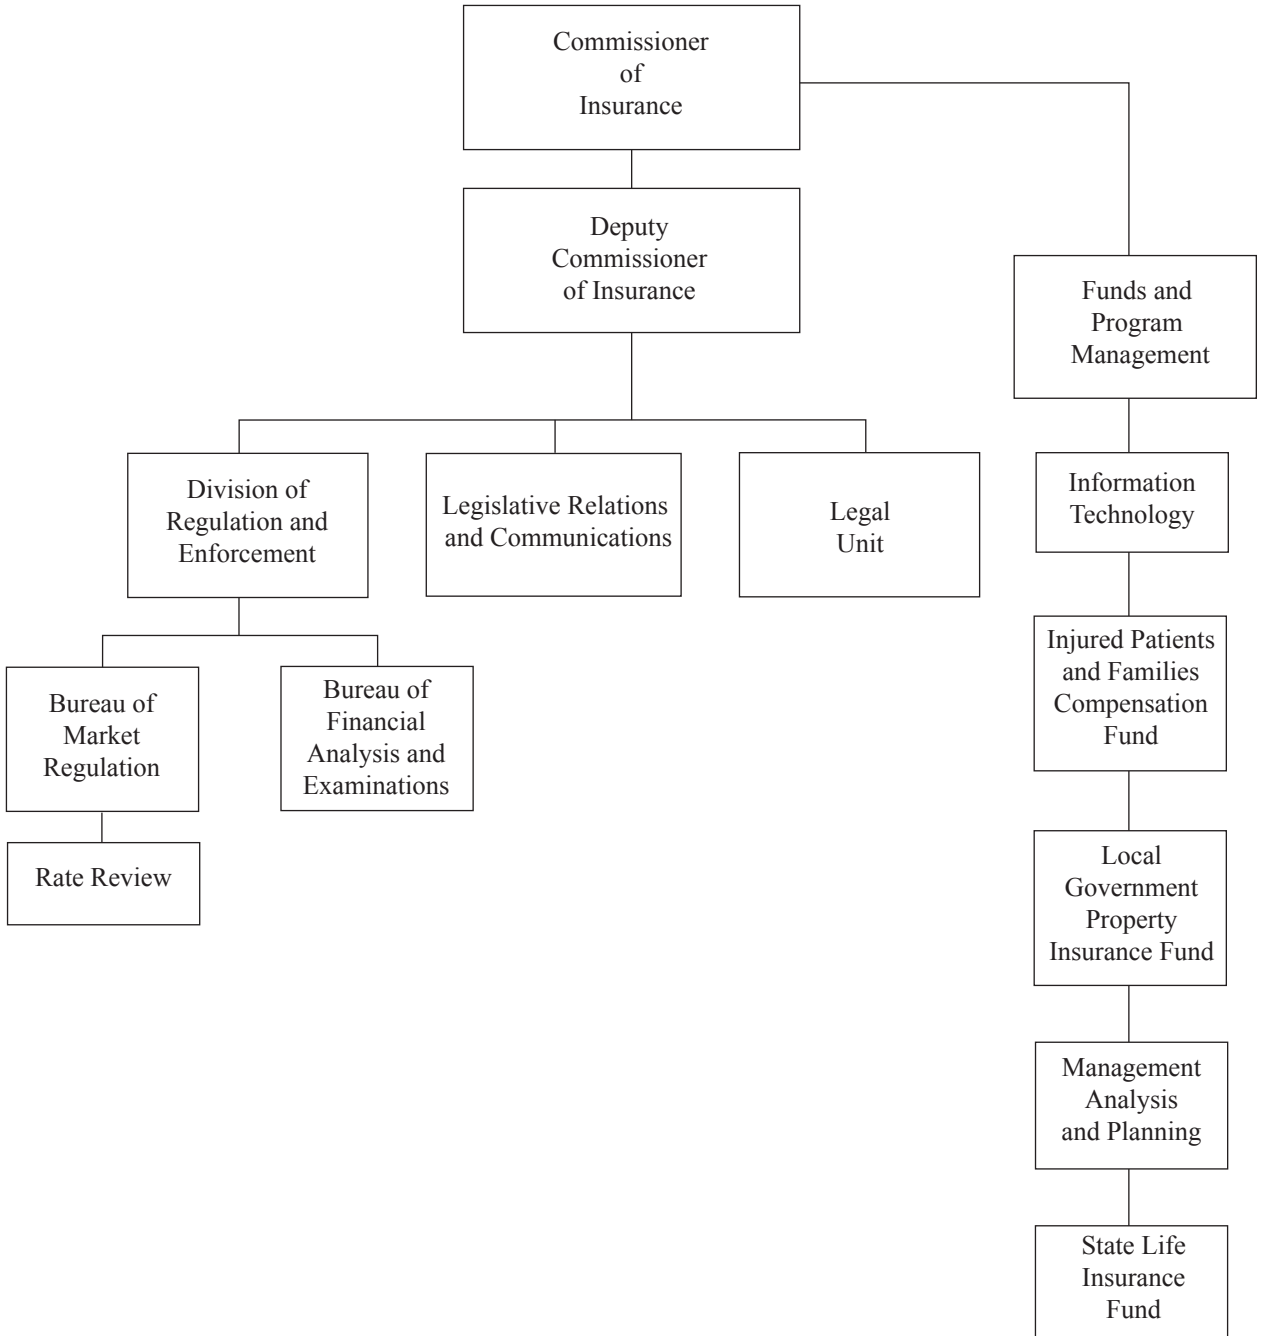 Commissioner
of
Insurance
Deputy
Commissioner
of Insurance
Funds and
Program
Management
Division of
Regulation and
Enforcement
Legislative Relations
and Communications
Legal
Unit
Information
Technology
Bureau of
Market
Regulation
Bureau of
Financial
Analysis and
Examinations
Injured Patients
and Families
Compensation
Fund
Rate Review
Local
Government
Property
Insurance Fund
Management
Analysis
and Planning
State Life
Insurance
Fund